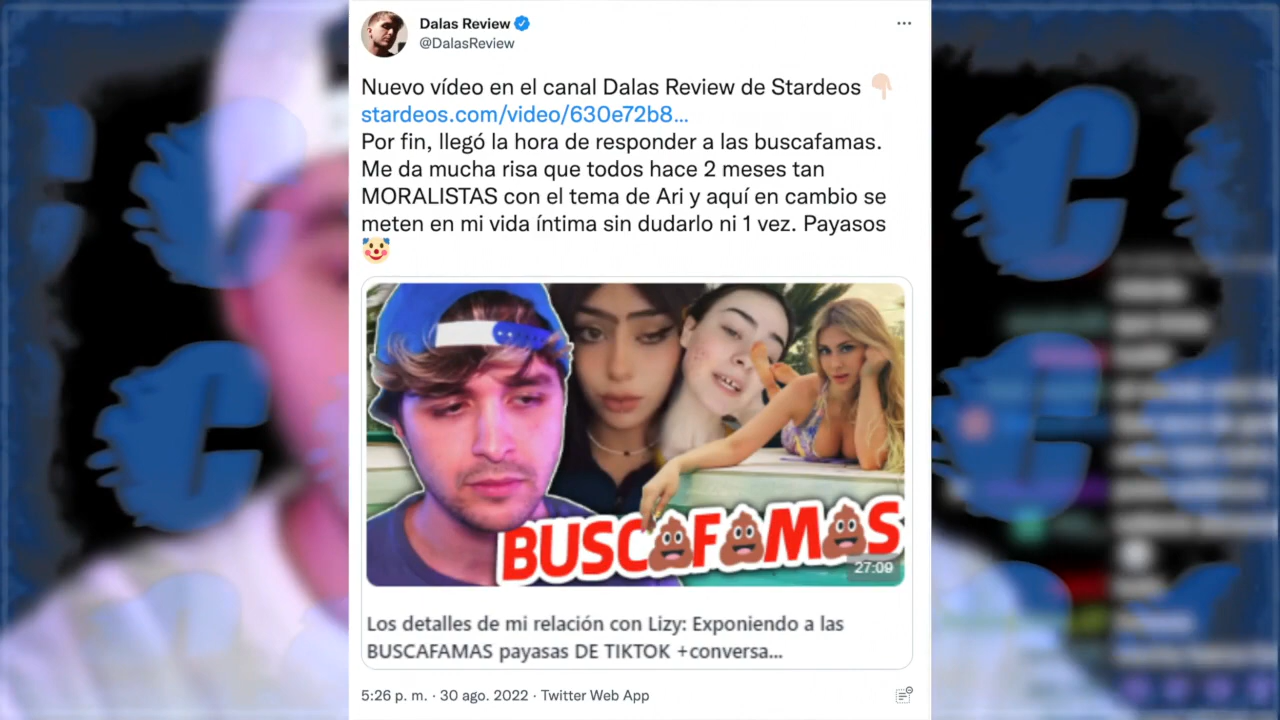 Dalas Review
@DalasReview
Nuevo vídeo en el canal Dalas Review de Stardeos 👇🏻
stardeos.com/video/630e72b8...
Por fin, llegó la hora de responder a las buscafamas.
Me da mucha risa que todos hace 2 meses tan
MORALISTAS con el tema de Ari y aquí en cambio se
meten en mi vida íntima sin dudarlo ni 1 vez. Payasos
🤡
BUSC💩F💩M💩S
27:09
Los detalles de mi relación con Lizy: Exponiendo a las
BUSCAFAMAS payasas DE TIKTOK +conversa...
5:26 p. m. · 30 ago. 2022 · Twitter Web App